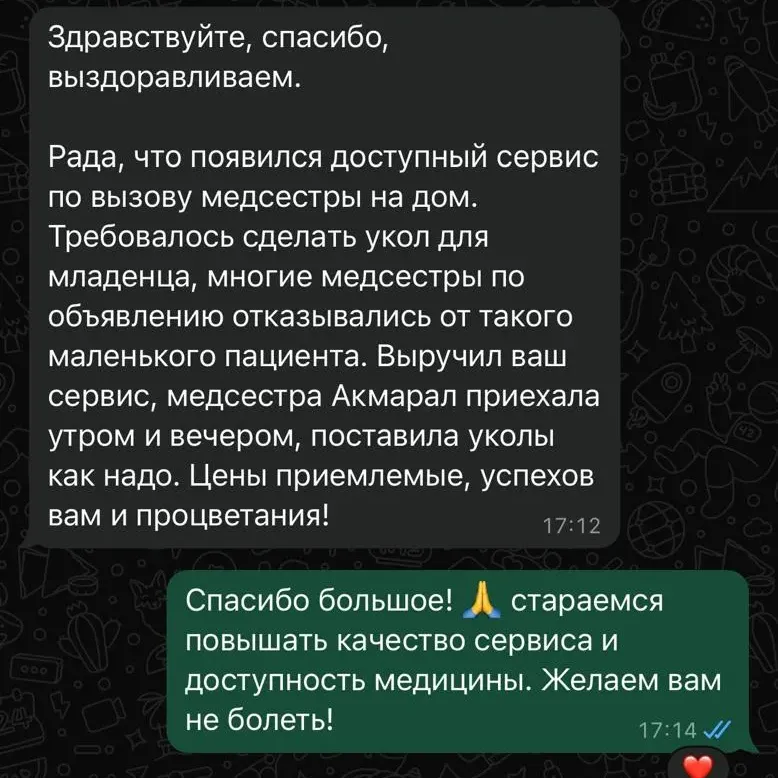 Здравствуйте, спасибо,
выздоравливаем.
Рада, что появился доступный сервис
по вызову медсестры на дом.
Требовалось сделать укол для
младенца, многие медсестры по
объявлению отказывались от такого
маленького пациента. Выручил ваш
сервис, медсестра Акмарал приехала
утром и вечером, поставила уколы
как надо. Цены приемлемые, успехов
вам и процветания!
17:12
Спасибо большое! 🙏 стараемся
повышать качество сервиса и
доступность медицины. Желаем вам
не болеть!
17:14